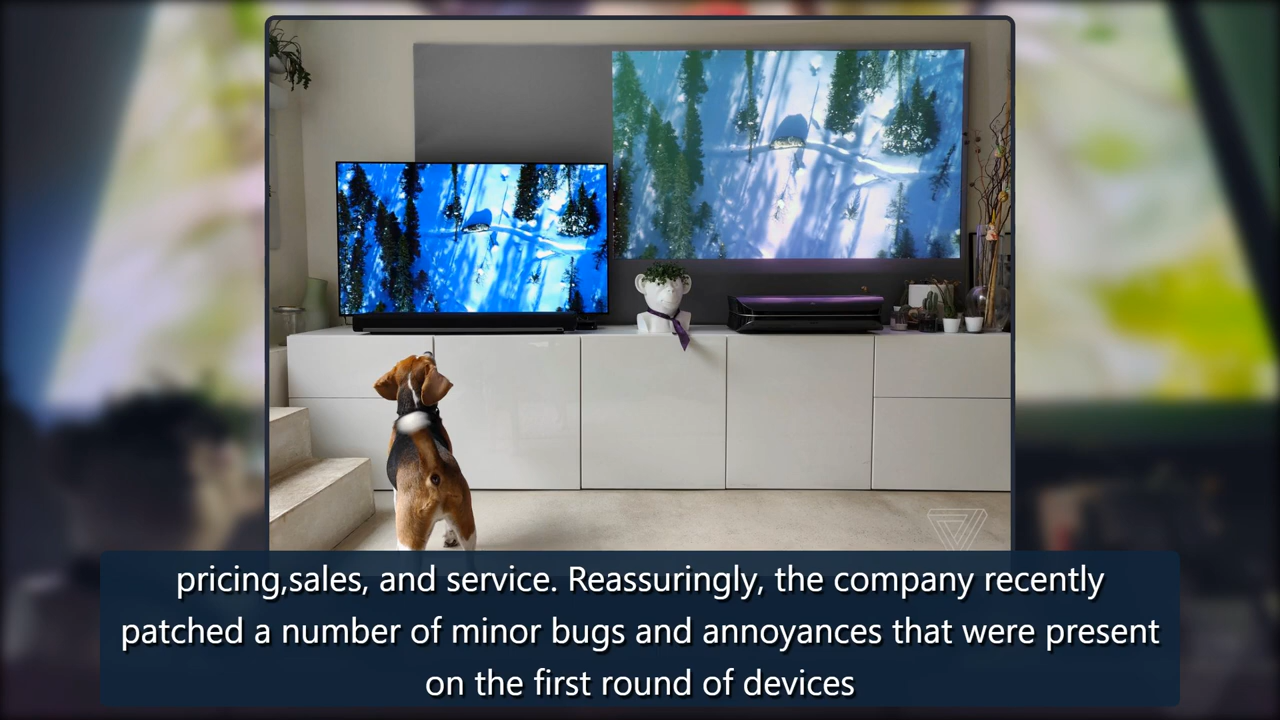 pricing,sales, and service. Reassuringly, the company recently
patched a number of minor bugs and annoyances that were present
on the first round of devices